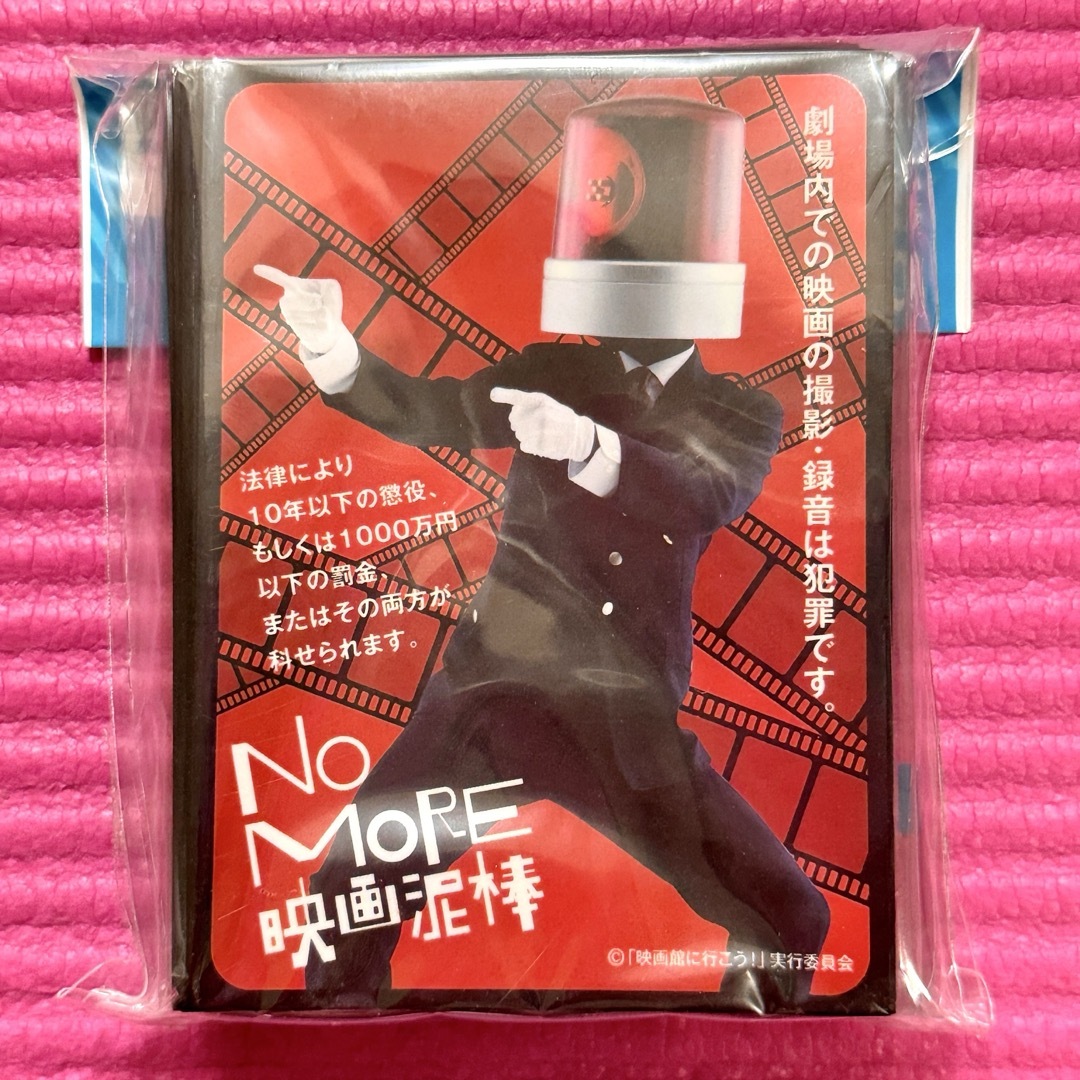 劇場内での映画の撮影・録音は犯罪です。
法律により
10年以下の懲役、
もしくは1000万円
以下の罰金、
またはその両方が
科せられます。
No
MORE
映画泥棒
©「映画館に行こう!」実行委員会